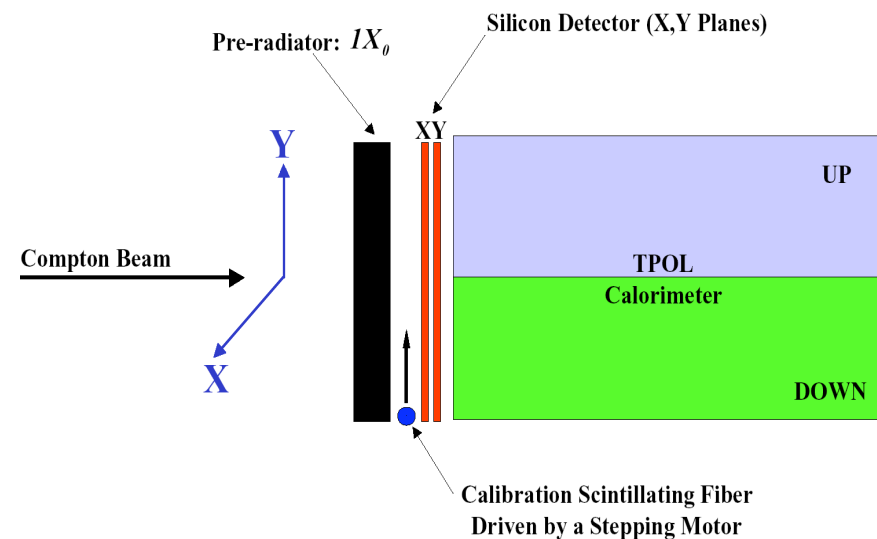 Silicon Detector (X,Y Planes)
Pre-radiator: 1X₀
XY
Y
UP
Compton Beam
TPOL
Calorimeter
X
DOWN
Calibration Scintillating Fiber
Driven by a Stepping Motor